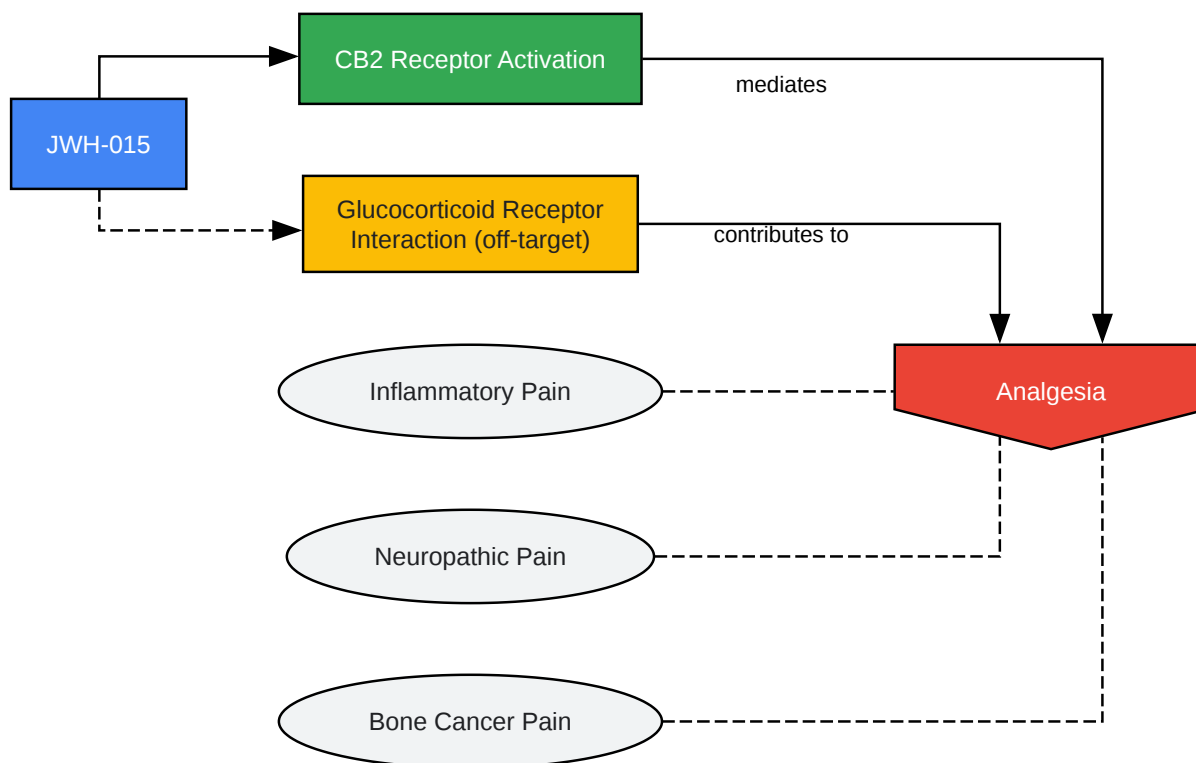 CB2 Receptor Activation
mediates
JWH-015
Glucocorticoid Receptor
Interaction (off-target)
contributes to
Inflammatory Pain
Analgesia
Neuropathic Pain
Bone Cancer Pain